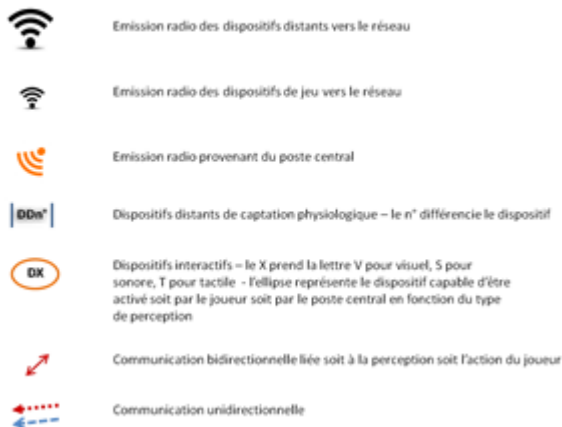 Emission radio des dispositifs distants vers le réseau
Emission radio des dispositifs de jeu vers le réseau
Emission radio provenant du poste central
DDn°
Dispositifs distants de captation physiologique – le n° différencie le dispositif
DX
Dispositifs interactifs – le X prend la lettre V pour visuel, S pour
sonore, T pour tactile - l'ellipse représente le dispositif capable d'être
activé soit par le joueur soit par le poste central en fonction du type
de perception
Communication bidirectionnelle liée soit à la perception soit l'action du joueur
Communication unidirectionnelle